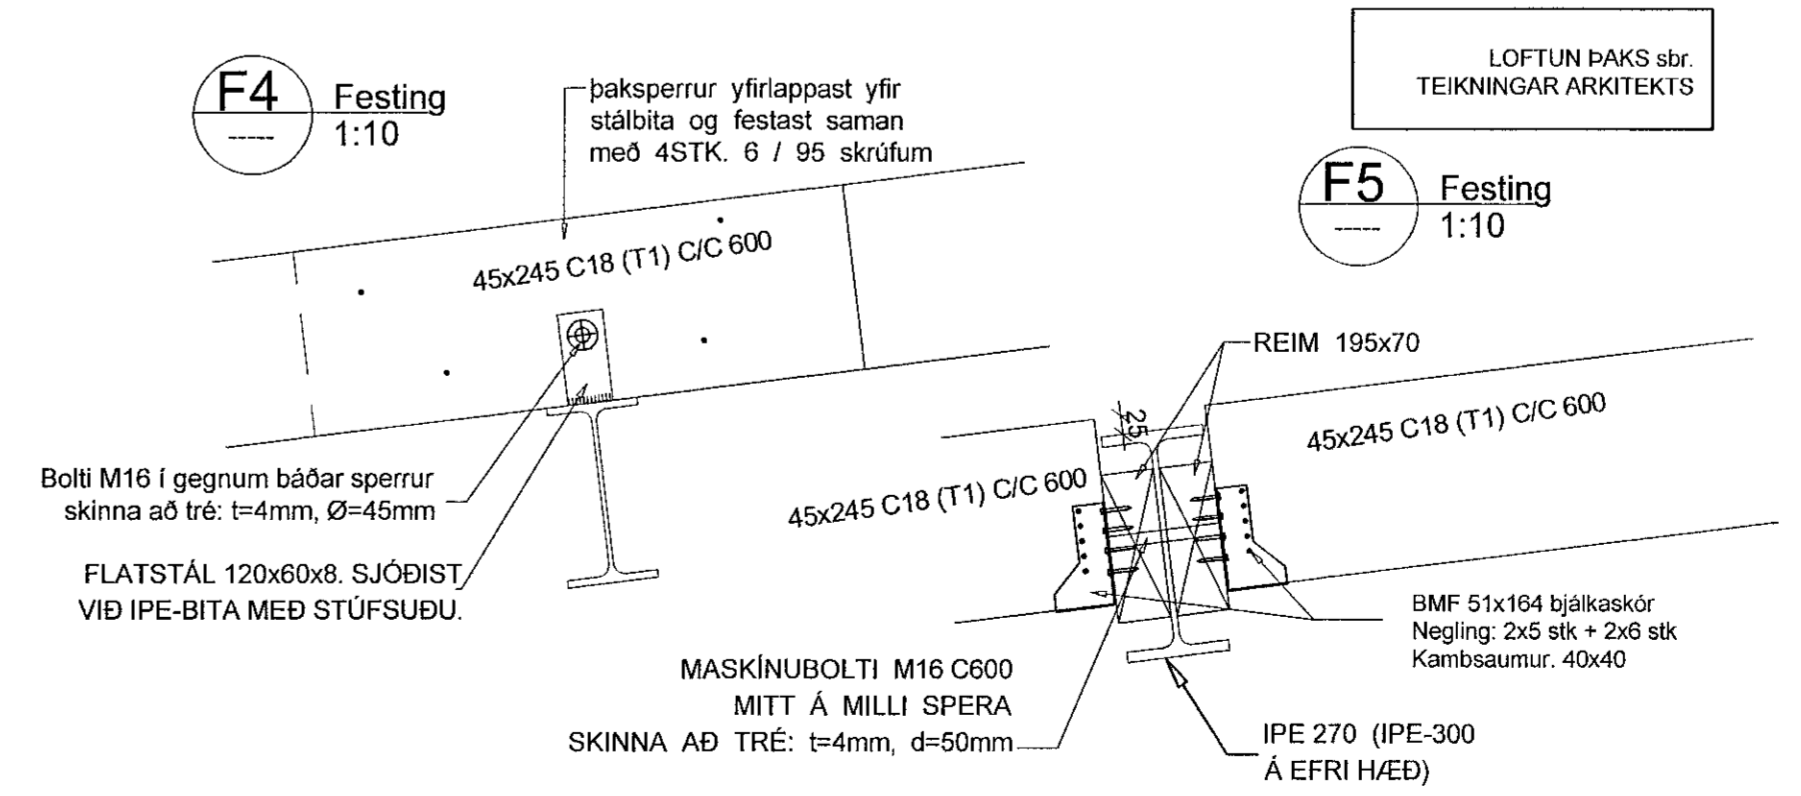 F4
Festing
1:10
þaksperrur yfirlappast yfir
stálbita og festast saman
með 4STK. 6 / 95 skrúfum
LOFTUN ÞAKS sbr.
TEIKNINGAR ARKITEKTS
F5
Festing
1:10
45x245 C18 (T1) C/C 600
REIM 195x70
25
45x245 C18 (T1) C/C 600
45x245 C18 (T1) C/C 600
Bolti M16 í gegnum báðar sperrur
skinna að tré: t=4mm, Ø=45mm
FLATSTÁL 120x60x8. SJÓÐIST
VIÐ IPE-BITA MEÐ STÚFSUÐU.
BMF 51x164 bjálkaskór
Negling: 2x5 stk + 2x6 stk
Kambsaumur. 40x40
MASKÍNUBOLTI M16 C600
MITT Á MILLI SPERA
SKINNA AÐ TRÉ: t=4mm, d=50mm
IPE 270 (IPE-300
Á EFRI HÆÐ)